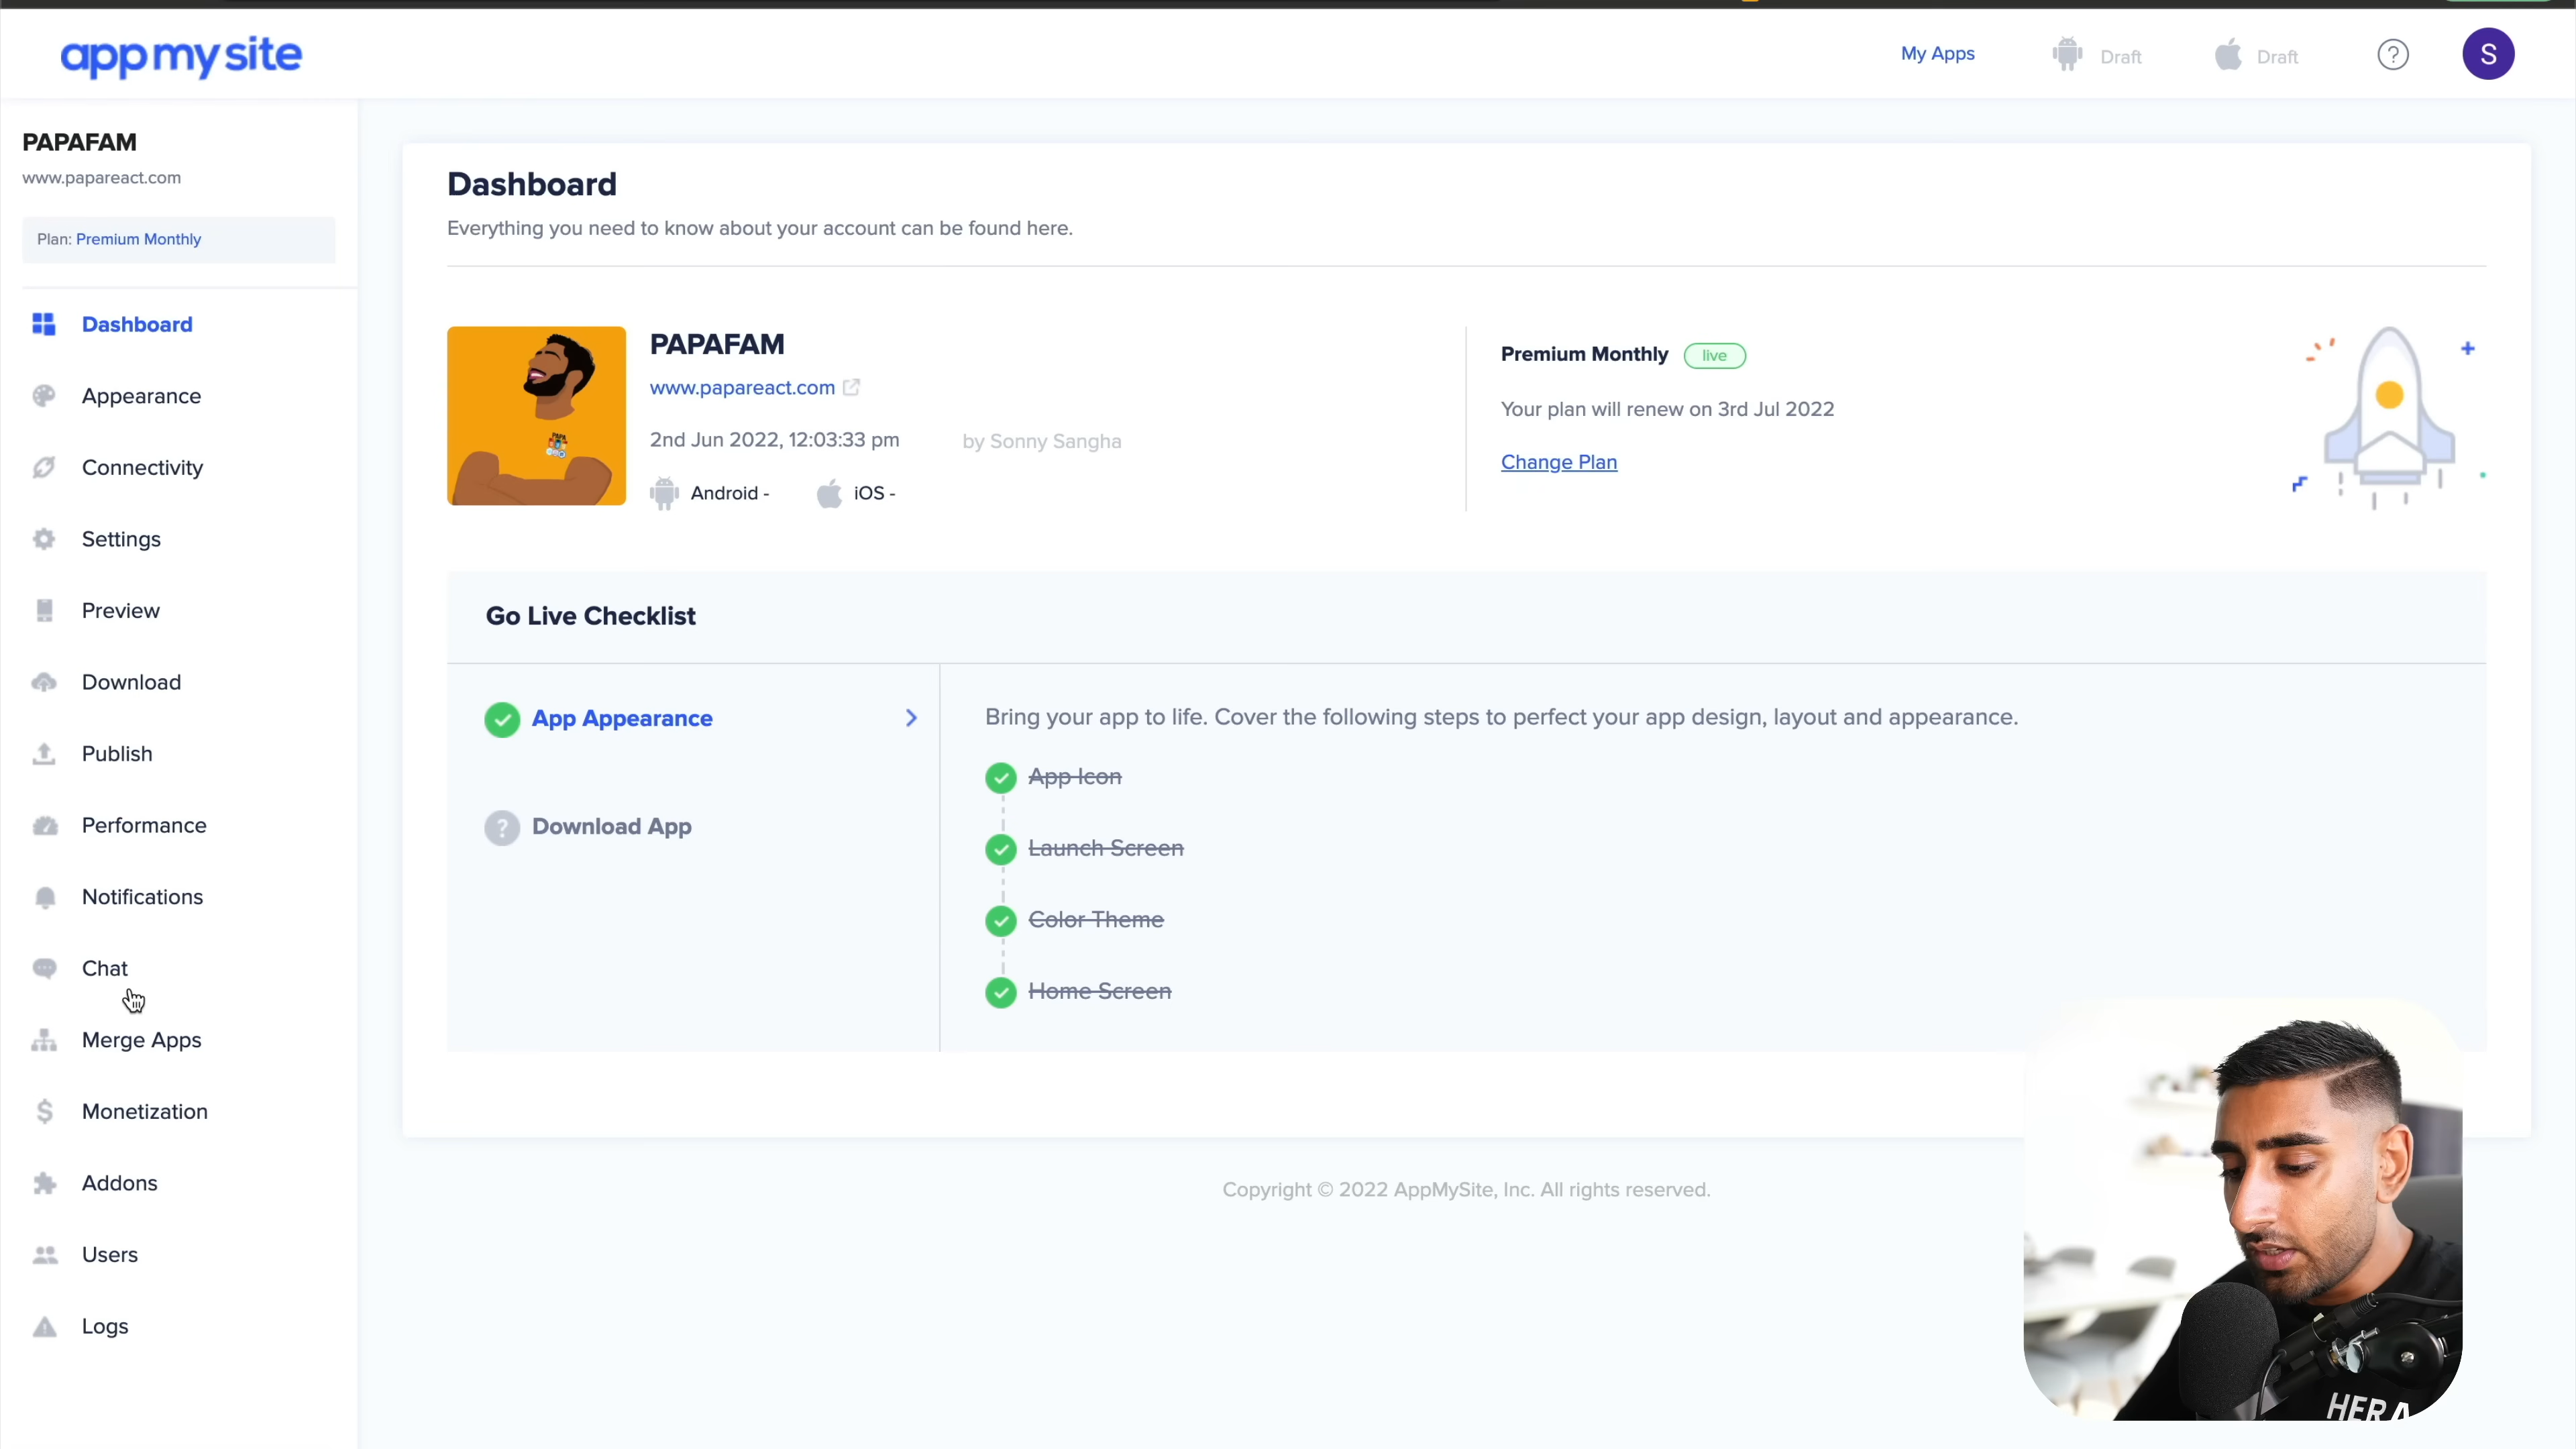 appmysite
My Apps
Draft
Draft
?
S
PAPAFAM
www.papareact.com
Plan: Premium Monthly
Dashboard
Appearance
Connectivity
Settings
Preview
Download
Publish
Performance
Notifications
Chat
Merge Apps
Monetization
Addons
Users
Logs
Dashboard
Everything you need to know about your account can be found here.
PAPAFAM
www.papareact.com
2nd Jun 2022, 12:03:33 pm by Sonny Sangha
Android - iOS -
Premium Monthly live
Your plan will renew on 3rd Jul 2022
Change Plan
Go Live Checklist
App Appearance
? Download App
Bring your app to life. Cover the following steps to perfect your app design, layout and appearance.
App Icon
Launch Screen
Color Theme
Home Screen
Copyright © 2022 AppMySite, Inc. All rights reserved.
HERA